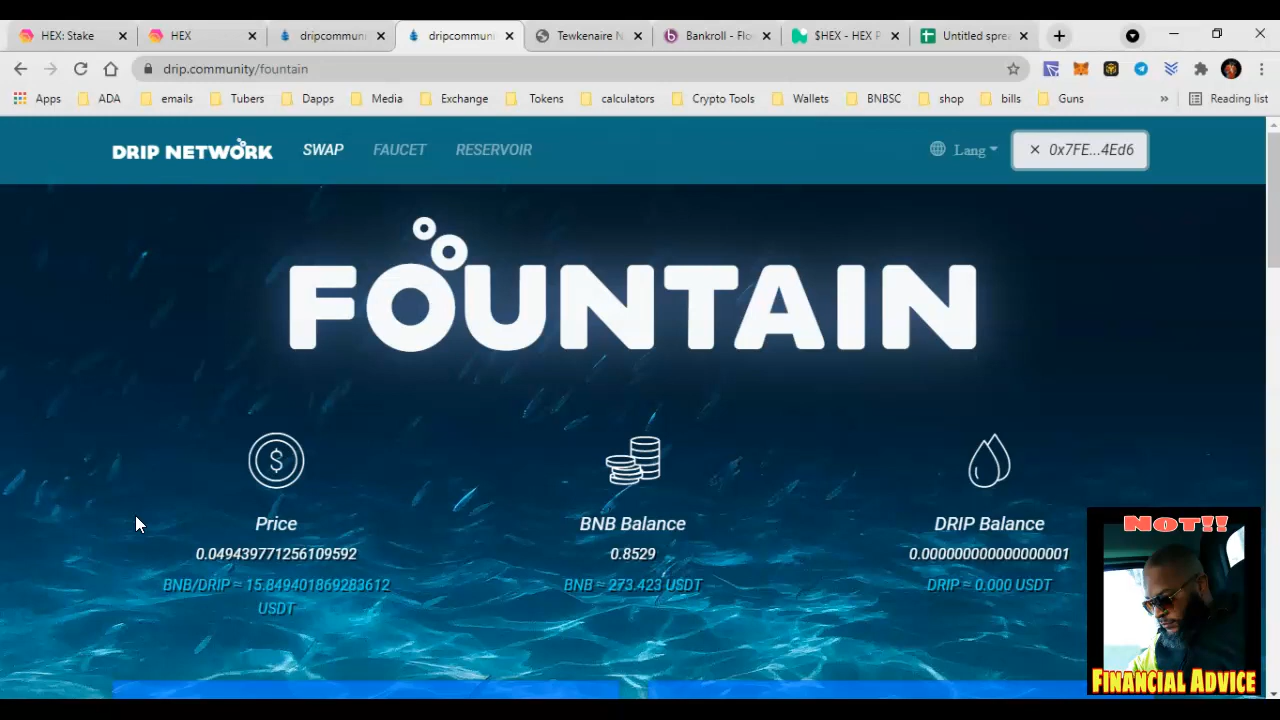 HEX: Stake
HEX
dripcommun
dripcommuni
Tewkenaire N
Bankroll - Flo
$HEX - HEX P
Untitled sprea
drip.community/fountain
Apps ADA emails Tubers Dapps Media Exchange Tokens calculators Crypto Tools Wallets BNBSC shop bills Guns » Reading list
DRIP NETWORK SWAP FAUCET RESERVOIR Lang × 0x7FE...4Ed6
FOUNTAIN
Price
0.049439771256109592
BNB/DRIP ≈ 15.849401869283612
USDT
BNB Balance
0.8529
BNB ≈ 273.423 USDT
DRIP Balance
0.000000000000000001
DRIP ≈ 0.000 USDT
NOT!!
FINANCIAL ADVICE